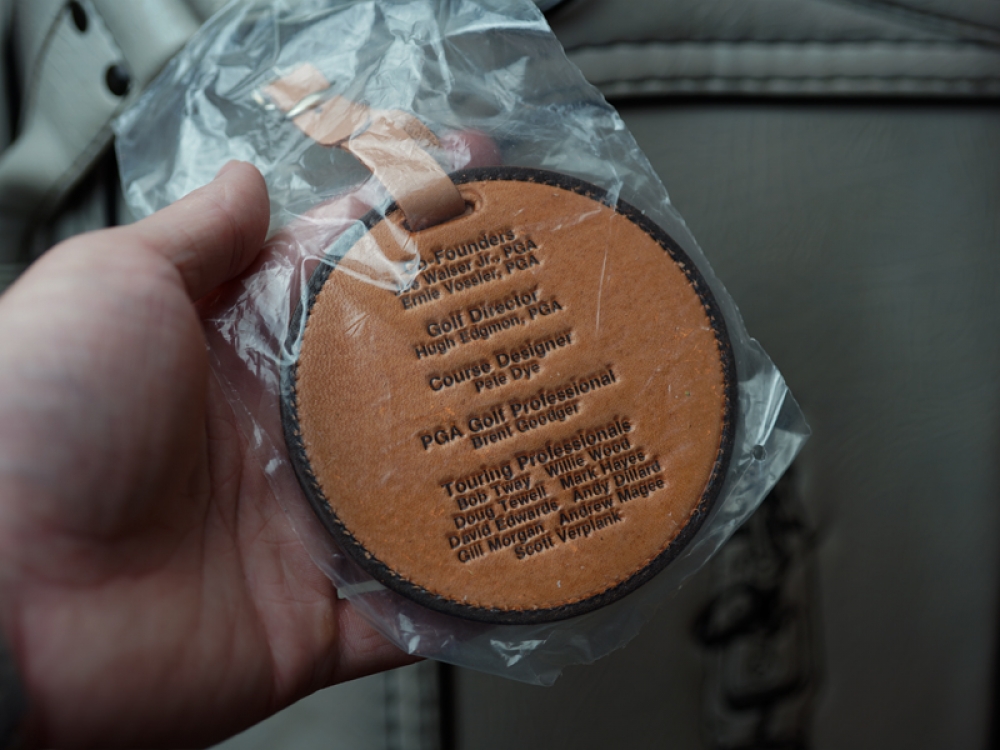 Founders
Walser Jr., PGA
Ernie Vossler, PGA
Golf Director
Hugh Edgmon, PGA
Course Designer
Pete Dye
PGA Golf Professional
Brent Goodger
Touring Professionals
Bob Tway Willie Wood
Doug Tewell Mark Hayes
David Edwards Andy Dillard
Gill Morgan Andrew Magee
Scott Verplank